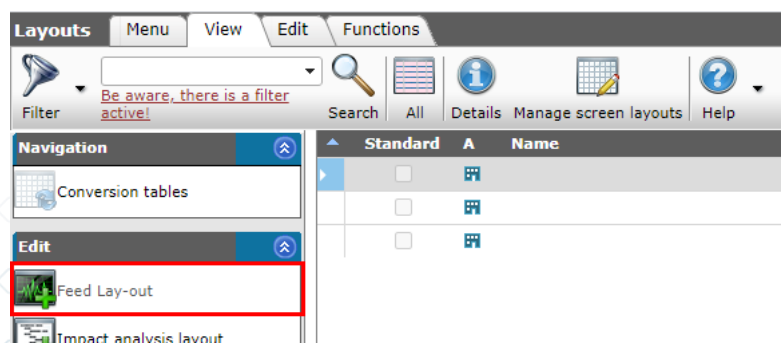 Layouts Menu View Edit Functions
Be aware, there is a filter
active!
Filter Search All Details Manage screen layouts Help
Navigation Standard A Name
Conversion tables
Edit
Feed Lay-out
Impact analysis layout